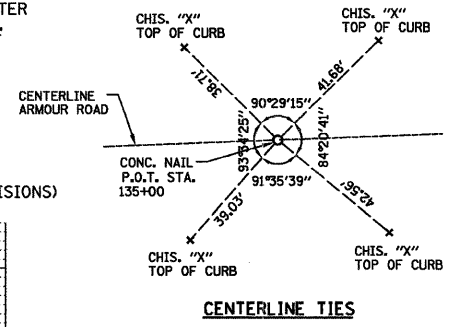 TER
CHIS. "X"
TOP OF CURB
CHIS. "X"
TOP OF CURB
38.71'
41.68'
90°29'15"
CENTERLINE
ARMOUR ROAD
93°34'25"
84°20'41"
CONC. NAIL
P.O.T. STA.
135+00
91°35'39"
ISIONS)
39.03'
42.56'
CHIS. "X"
TOP OF CURB
CHIS. "X"
TOP OF CURB
CENTERLINE TIES